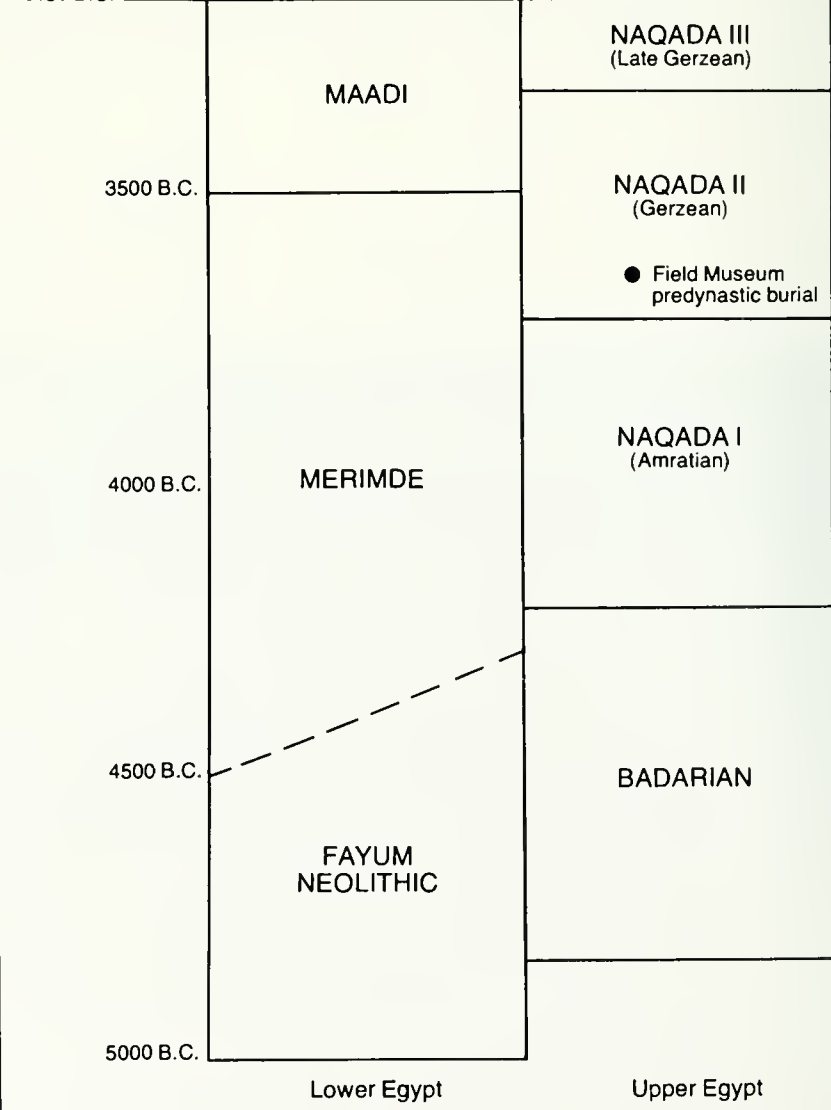 NAQADA III
(Late Gerzean)
MAADI
3500 B.C.
NAQADA II
(Gerzean)
Field Museum
predynastic burial
NAQADA I
(Amratian)
4000 B.C.
MERIMDE
4500 B.C.
BADARIAN
FAYUM
NEOLITHIC
5000 B.C.
Lower Egypt
Upper Egypt